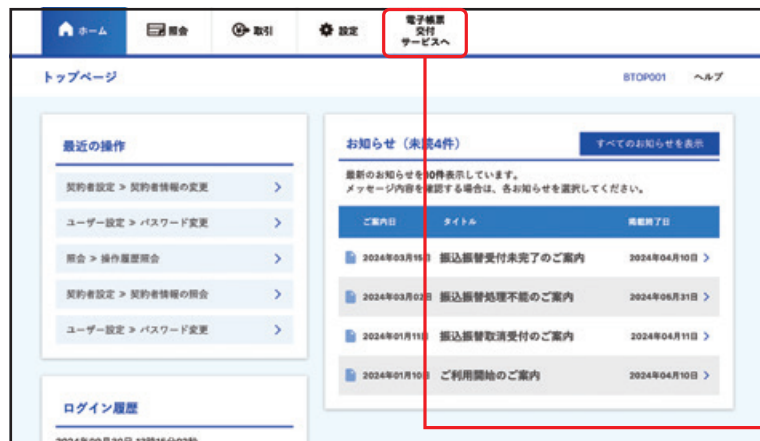 ホーム
照会
取引
設定
電子帳票
交付
サービスへ
トップページ
BTOP001 ヘルプ
最近の操作
契約者設定 > 契約者情報の変更
ユーザー設定 > パスワード変更
照会 > 操作履歴照会
契約者設定 > 契約者情報の照会
ユーザー設定 > パスワード変更
ログイン履歴
お知らせ（未読4件）
すべてのお知らせを表示
最新のお知らせを10件表示しています。
メッセージ内容を確認する場合は、各お知らせを選択してください。
ご案内日 タイトル 掲載終了日
2024年03月15日 振込振替受付未完了のご案内 2024年04月10日
2024年03月02日 振込振替処理不能のご案内 2024年05月31日
2024年01月11日 振込振替取消受付のご案内 2024年04月11日
2024年01月10日 ご利用開始のご案内 2024年04月10日